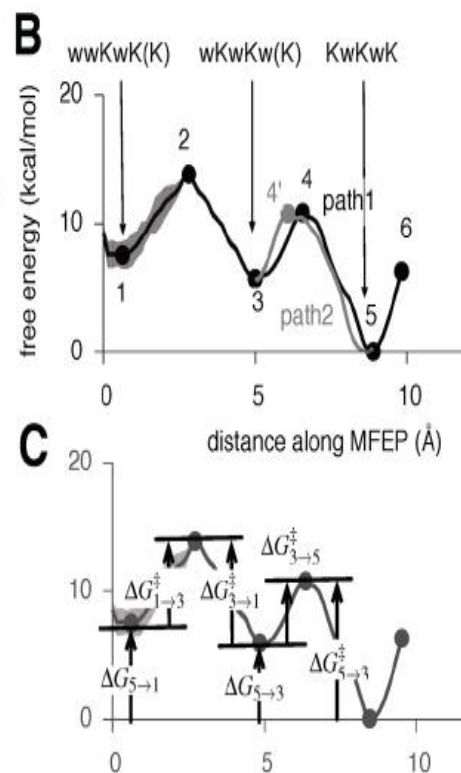 B
wwKwK(K) wKwKw(K) KwKwK
20
10
0
free energy (kcal/mol)
1
2
3
4'
4
5
6
path1
path2
0 5 10
distance along MFEP (Å)
C
20
10
0
ΔG‡1→3
ΔG‡3→1
ΔG‡3→5
ΔG‡5→3
ΔG5→1
ΔG5→3
0 5 10